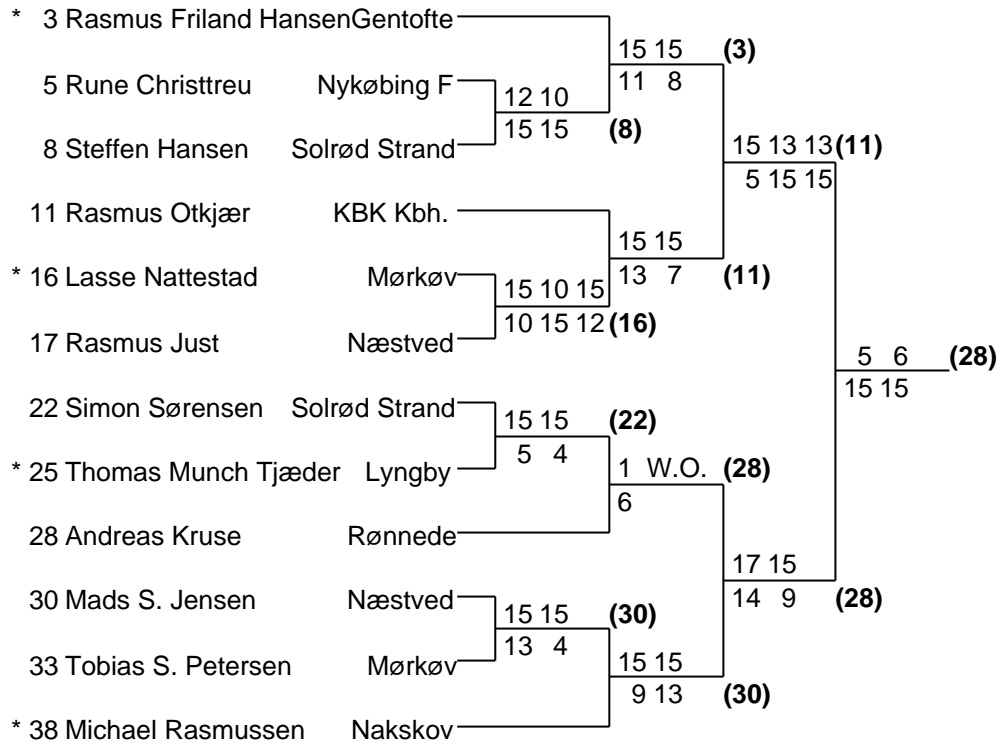 * 3 Rasmus Friland HansenGentofte
15 15 (3)
11 8
5 Rune Christtreu Nykøbing F
12 10
15 15 (8)
8 Steffen Hansen Solrød Strand
15 13 13 (11)
5 15 15
11 Rasmus Otkjær KBK Kbh.
15 15
13 7 (11)
* 16 Lasse Nattestad Mørkøv
15 10 15
10 15 12 (16)
17 Rasmus Just Næstved
5 6 (28)
15 15
22 Simon Sørensen Solrød Strand
15 15 (22)
5 4
* 25 Thomas Munch Tjæder Lyngby
1 W.O. (28)
6
28 Andreas Kruse Rønnede
17 15
14 9 (28)
30 Mads S. Jensen Næstved
15 15 (30)
13 4
33 Tobias S. Petersen Mørkøv
15 15
9 13 (30)
* 38 Michael Rasmussen Nakskov